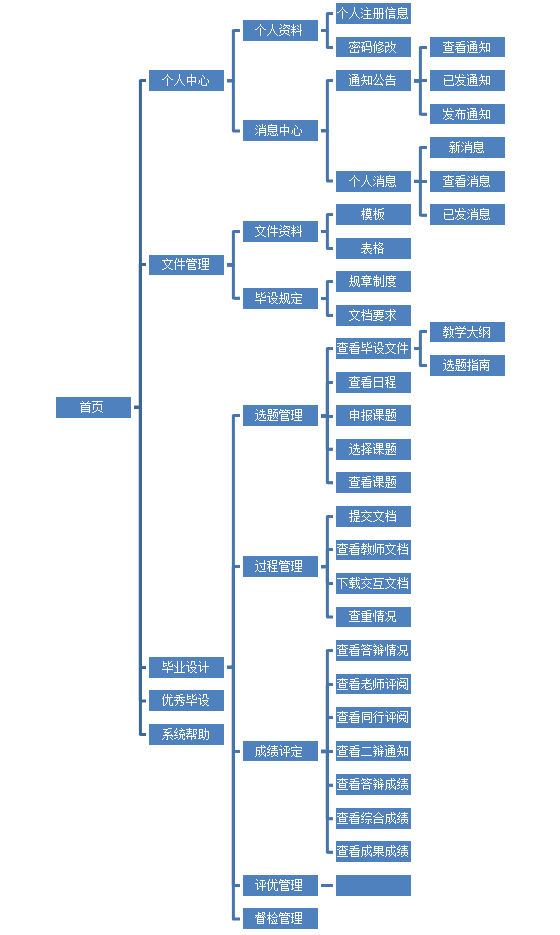 首页
个人中心
个人资料
个人注册信息
密码修改
消息中心
通知公告
查看通知
已发通知
发布通知
个人消息
新消息
查看消息
已发消息
文件管理
文件资料
模板
表格
毕设规定
规章制度
文档要求
毕业设计
选题管理
查看毕设文件
教学大纲
选题指南
查看日程
申报课题
选择课题
查看课题
过程管理
提交文档
查看教师文档
下载交互文档
查重情况
成绩评定
查看答辩情况
查看老师评阅
查看同行评阅
查看二辩通知
查看答辩成绩
查看综合成绩
查看成果成绩
评优管理
督检管理
优秀毕设
系统帮助